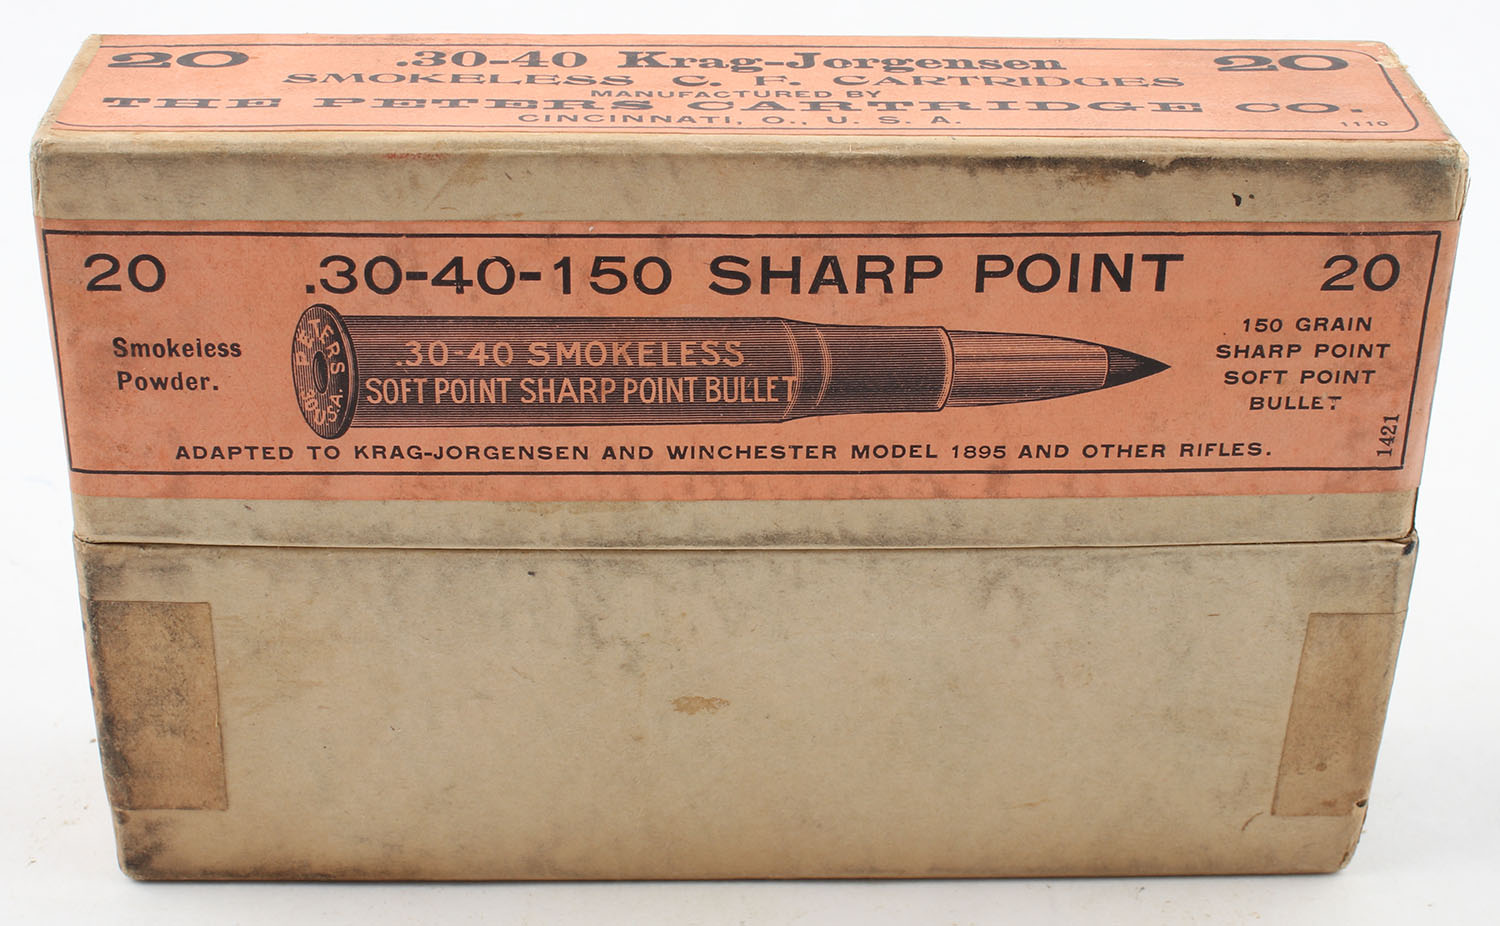 20 .30-40 Krag-Jorgensen 20
SMOKELESS C. F. CARTRIDGES
MANUFACTURED BY
THE PETERS CARTRIDGE CO.
CINCINNATI, O., U. S. A.
1110
20 .30-40-150 SHARP POINT 20
Smokeless
Powder.
PETERS
30 U.S.A.
.30-40 SMOKELESS
SOFT POINT SHARP POINT BULLET
150 GRAIN
SHARP POINT
SOFT POINT
BULLET
ADAPTED TO KRAG-JORGENSEN AND WINCHESTER MODEL 1895 AND OTHER RIFLES.
1421